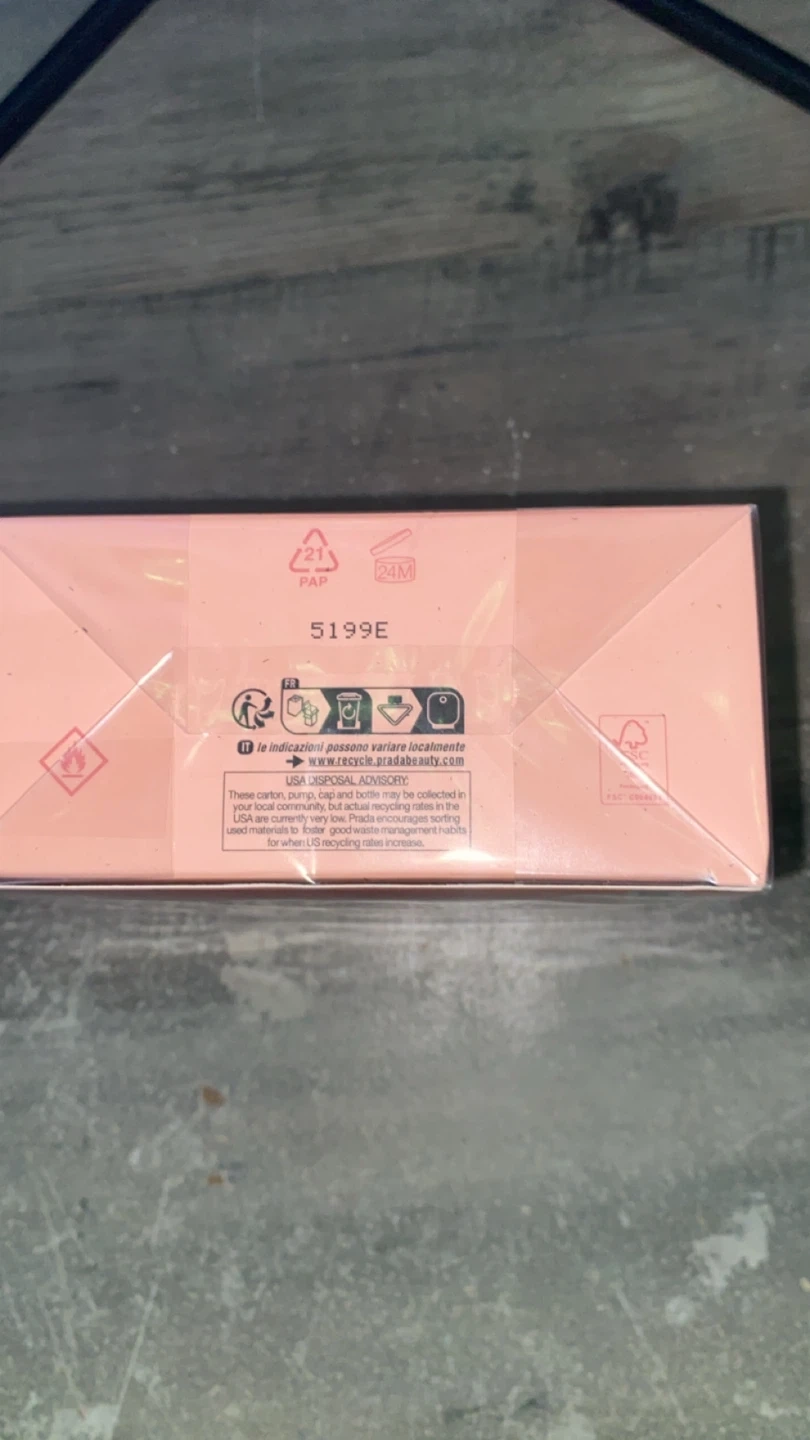 21
PAP
24M
5199E
FR
IT le indicazioni possono variare localmente
www.recycle.pradabeauty.com
USA DISPOSAL ADVISORY:
These carton, pump, cap and bottle may be collected in
your local community, but actual recycling rates in the
USA are currently very low. Prada encourages sorting
used materials to foster good waste management habits
for when US recycling rates increase.
FSC